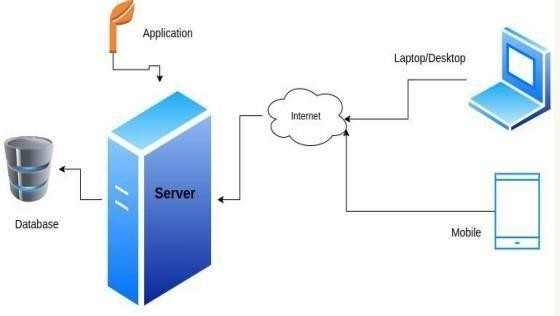 Application
Laptop/Desktop
Internet
Server
Database
Mobile